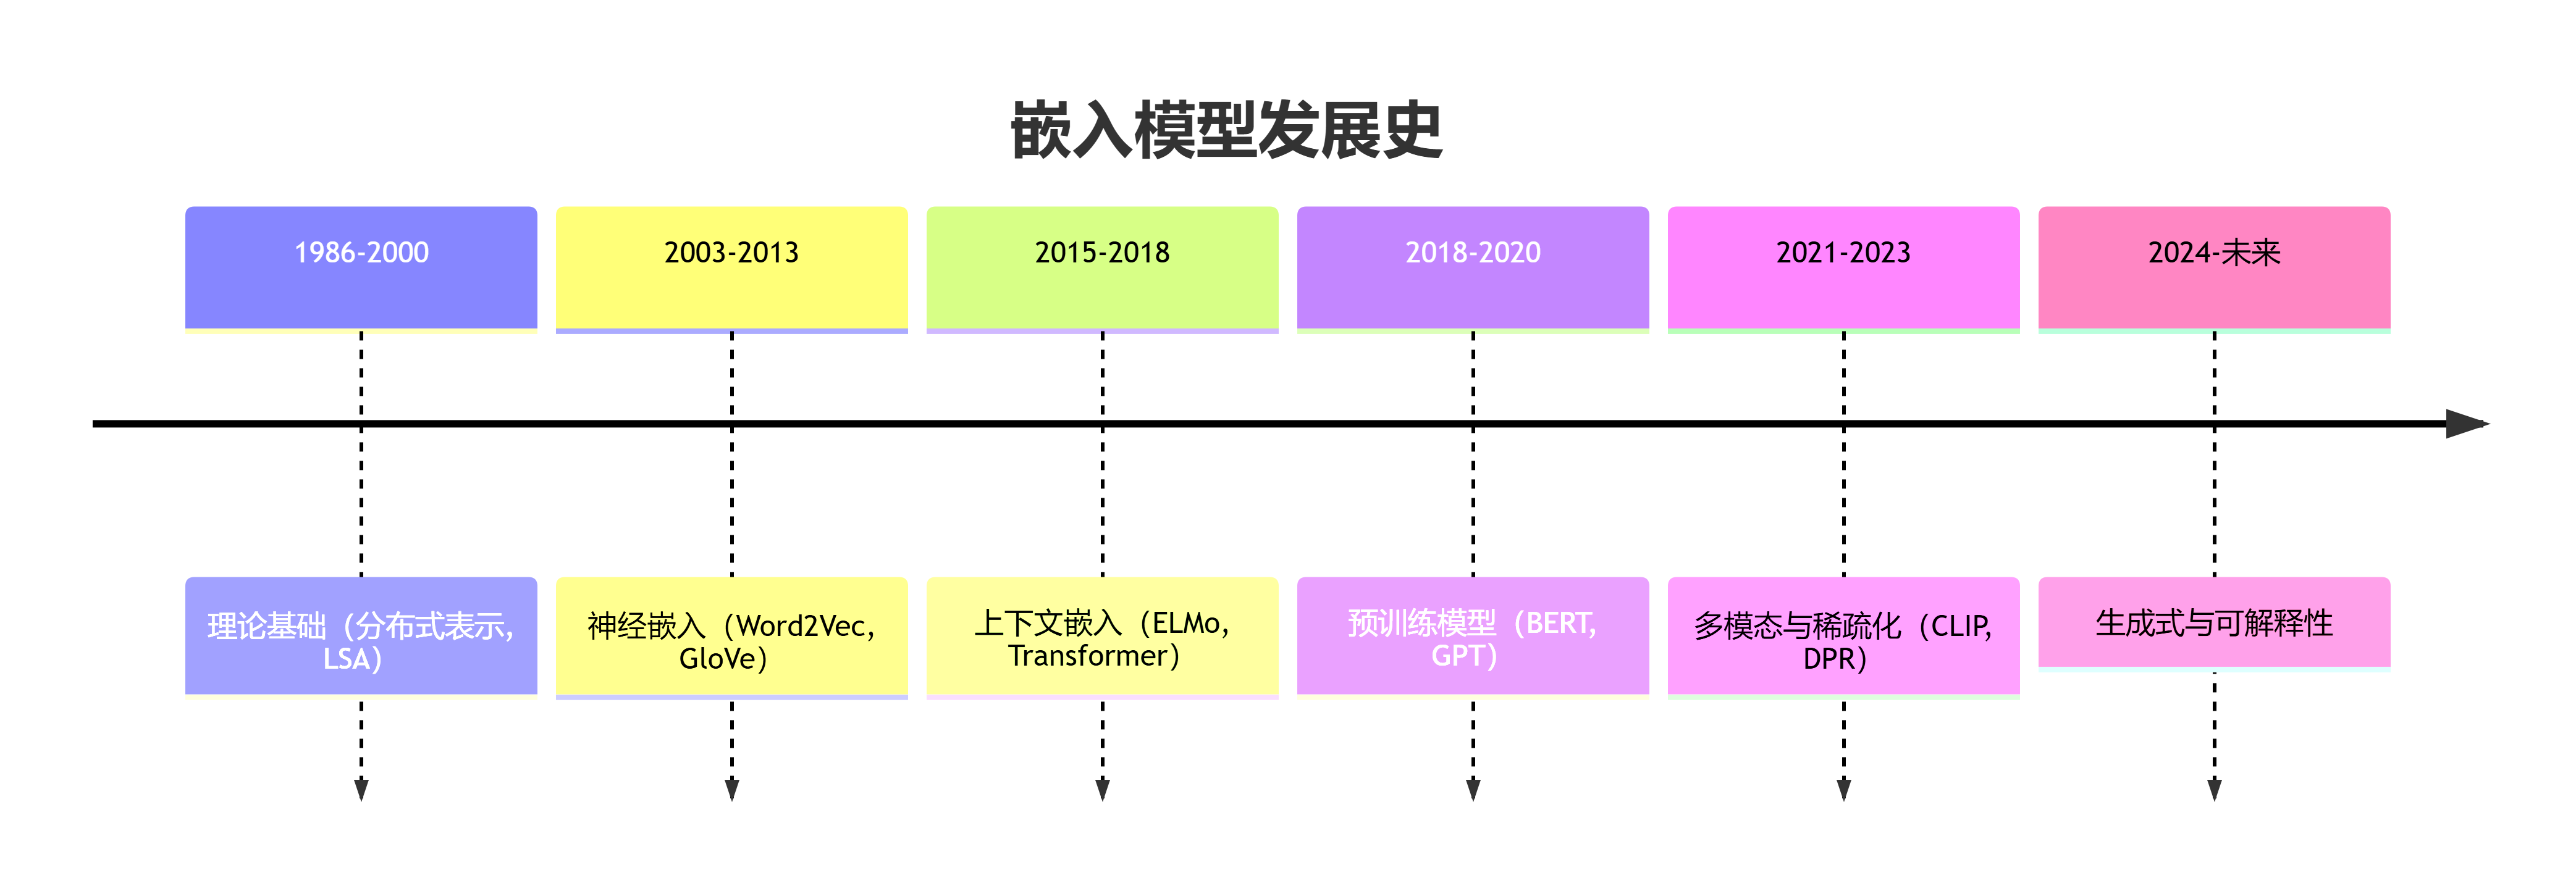 嵌入模型发展史
1986-2000
2003-2013
2015-2018
2018-2020
2021-2023
2024-未来
理论基础（分布式表示,
LSA）
神经嵌入（Word2Vec,
GloVe）
上下文嵌入（ELMo,
Transformer）
预训练模型（BERT,
GPT）
多模态与稀疏化（CLIP,
DPR）
生成式与可解释性